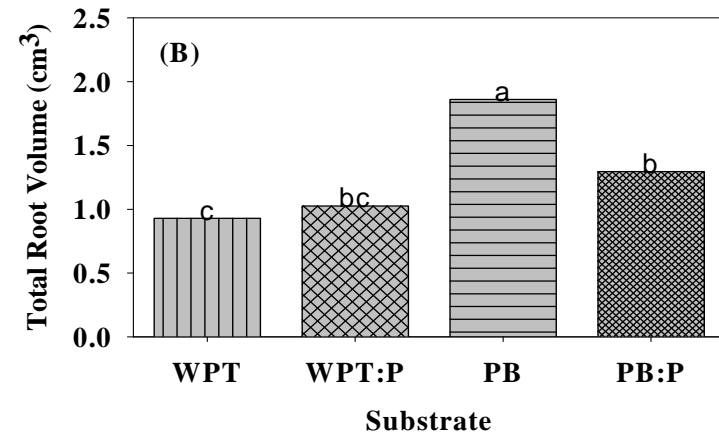 Total Root Volume (cm³)
2.5
2.0
1.5
1.0
0.5
0.0
(B)
c
bc
a
b
WPT WPT:P PB PB:P
Substrate